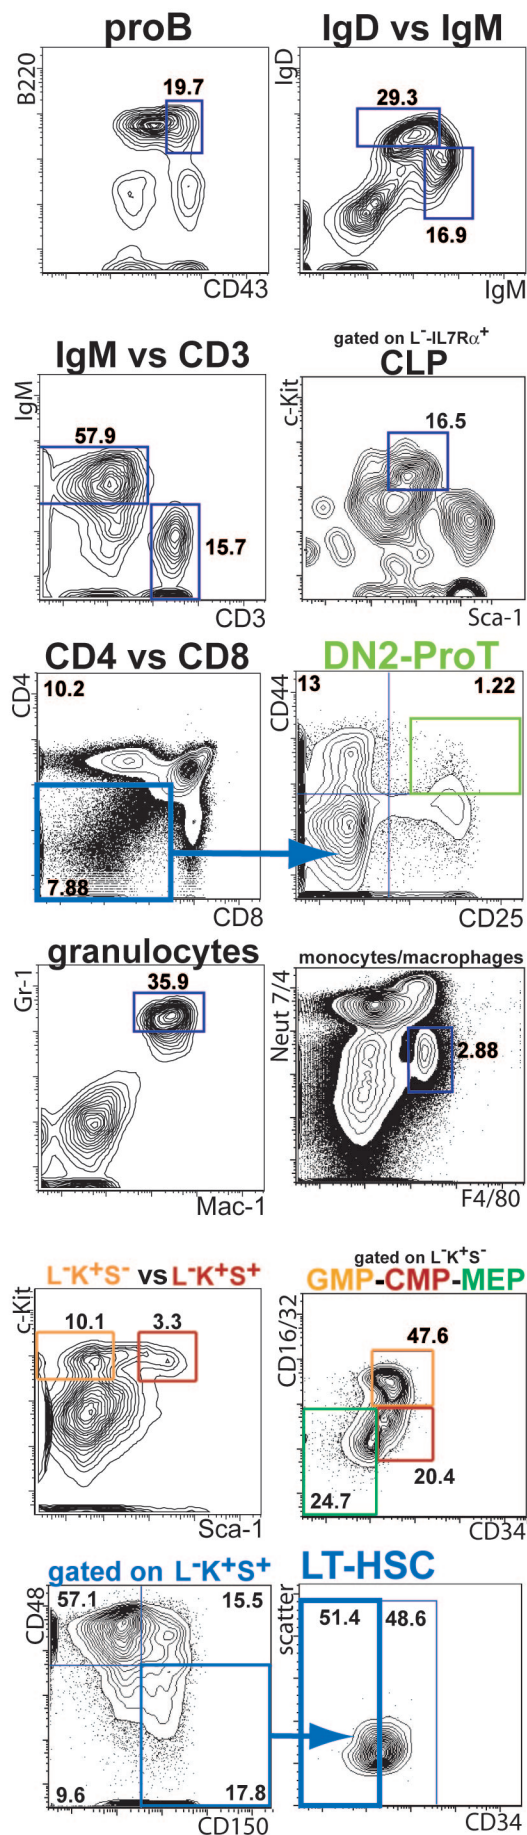 proB
B220
19.7
CD43
IgD vs IgM
IgD
29.3
16.9
IgM
IgM vs CD3
IgM
57.9
15.7
CD3
gated on L⁻-IL7Rα⁺
CLP
c-Kit
16.5
Sca-1
CD4 vs CD8
CD4
10.2
7.88
CD8
DN2-ProT
CD44
13
1.22
CD25
granulocytes
Gr-1
35.9
Mac-1
monocytes/macrophages
Neut 7/4
2.88
F4/80
L⁻K⁺S⁻ vs L⁻K⁺S⁺
c-Kit
10.1
3.3
Sca-1
gated on L⁻K⁺S⁻
GMP-CMP-MEP
CD16/32
47.6
20.4
24.7
CD34
gated on L⁻K⁺S⁺
CD48
57.1
15.5
9.6
17.8
CD150
LT-HSC
scatter
51.4
48.6
CD34